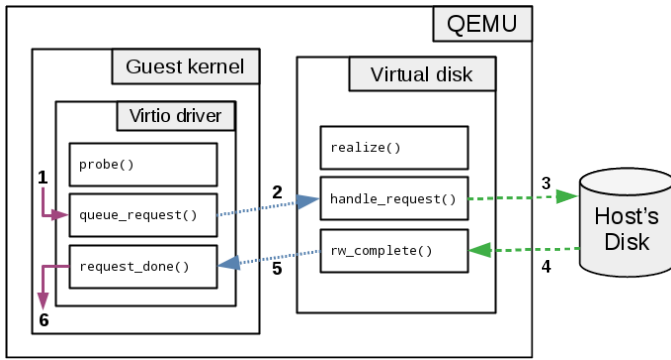 QEMU
Guest kernel
Virtual disk
Virtio driver
probe()
realize()
1
queue_request()
2
handle_request()
3
Host's
Disk
request_done()
5
rw_complete()
4
6